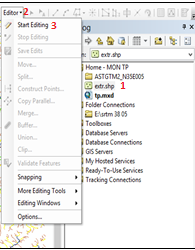 Editor 2
Start Editing 3
Stop Editing
Save Edits
Move...
Split...
Construct Points...
Copy Parallel...
Merge...
Buffer...
Union...
Clip...
Validate Features
Snapping
More Editing Tools
Editing Windows
Options...
og
extr.shp
Home - MON TP
ASTGTM2_N35E005
extr.shp 1
tp.mxd
Folder Connections
E:\srtm 38 05
Toolboxes
Database Servers
Database Connections
GIS Servers
My Hosted Services
Ready-To-Use Services
Tracking Connections